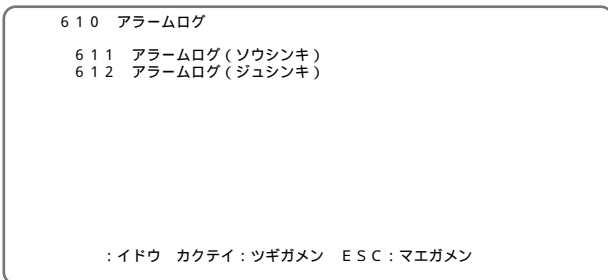 ６１０　アラームログ
６１１　アラームログ（ソウシンキ）
６１２　アラームログ（ジュシンキ）
：イドウ　カクテイ：ツギガメン　ＥＳＣ：マエガメン